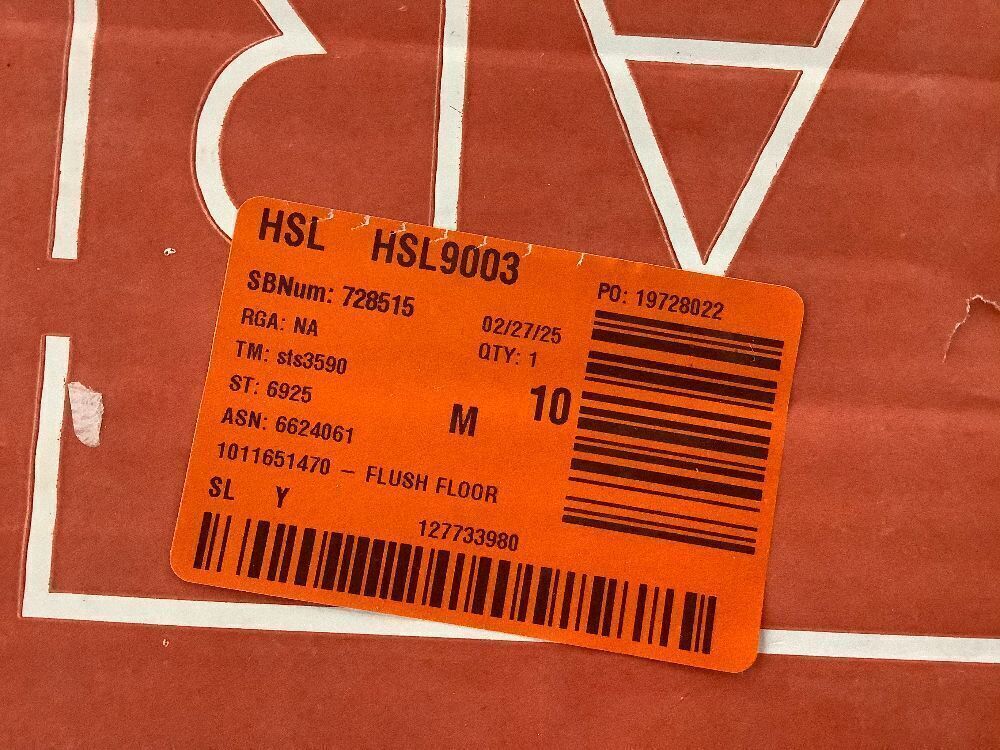 HSL HSL9003
SBNum: 728515
PO: 19728022
RGA: NA
02/27/25
TM: sts3590
QTY: 1
ST: 6925
M 10
ASN: 6624061
1011651470 – FLUSH FLOOR
SL Y
127733980